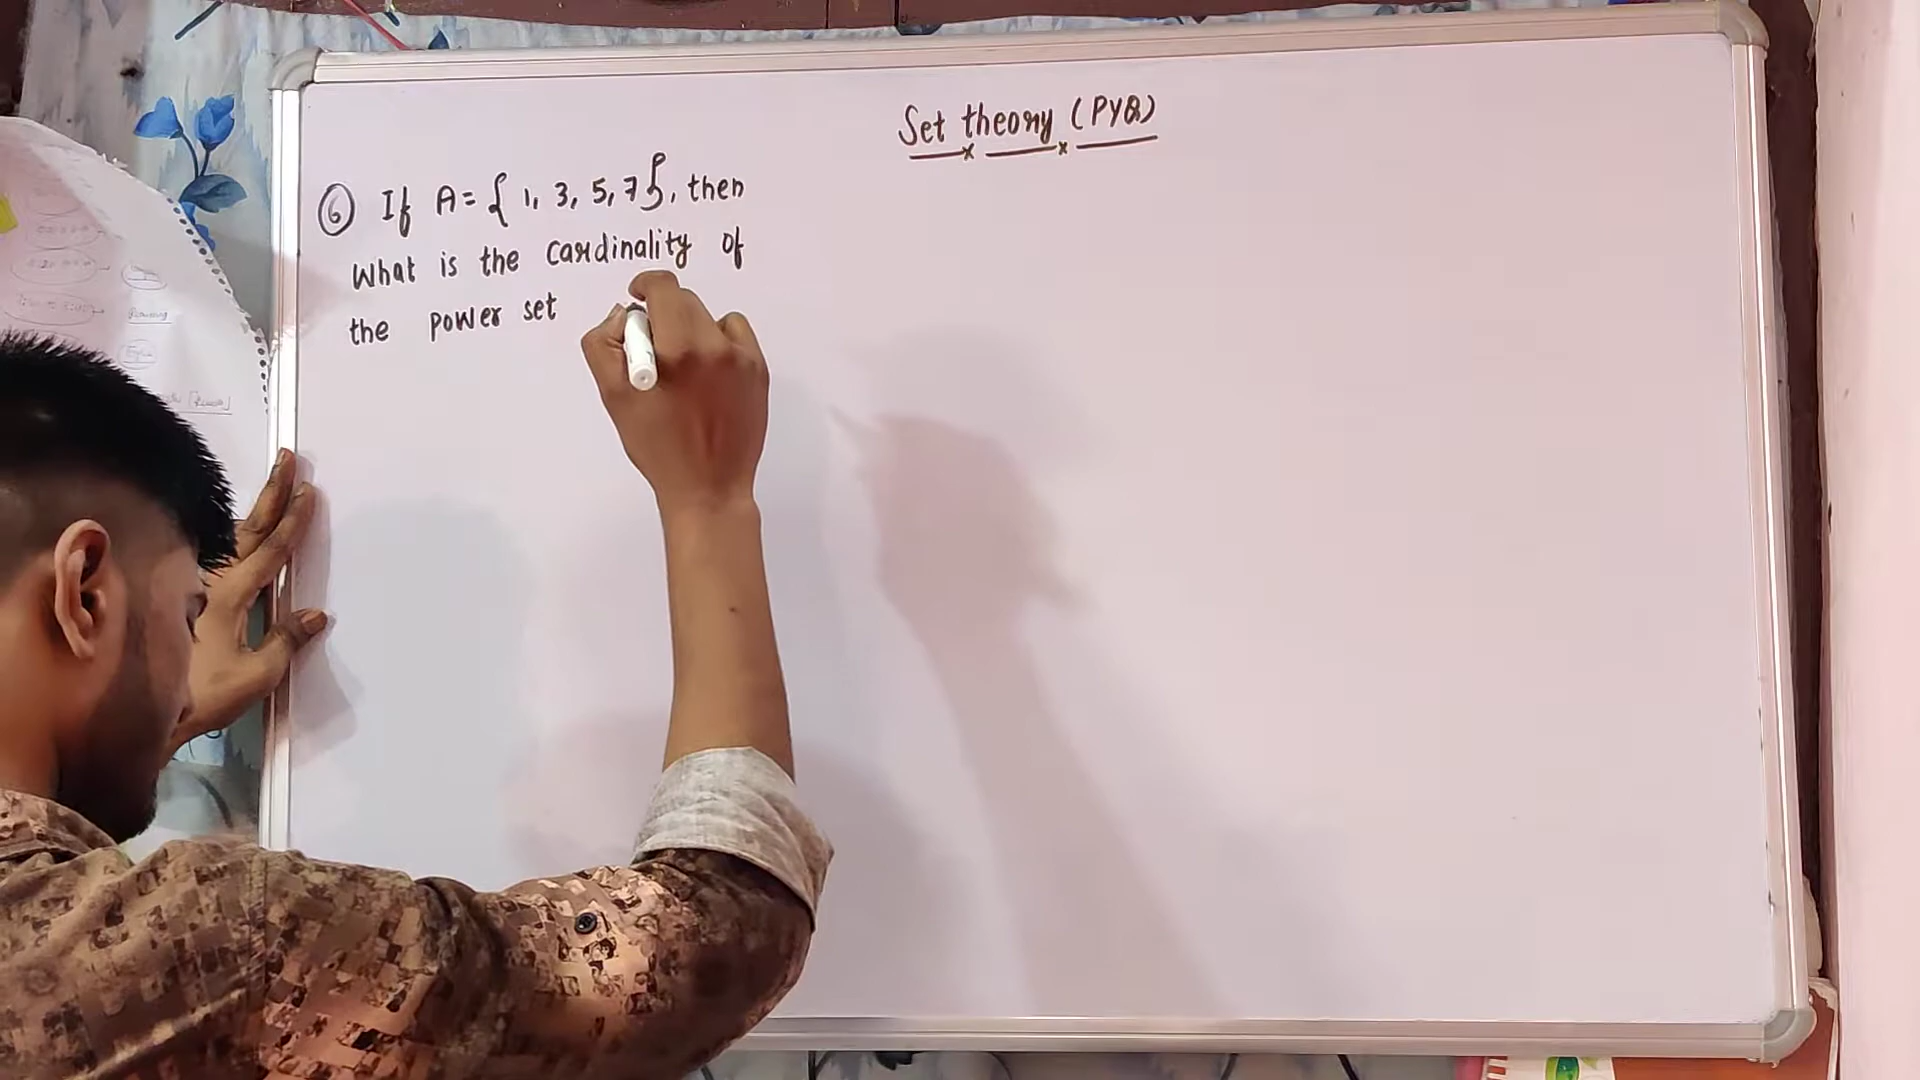 Set theory (PYQ)
6 If A = { 1, 3, 5, 7 }, then
What is the cardinality of
the power set